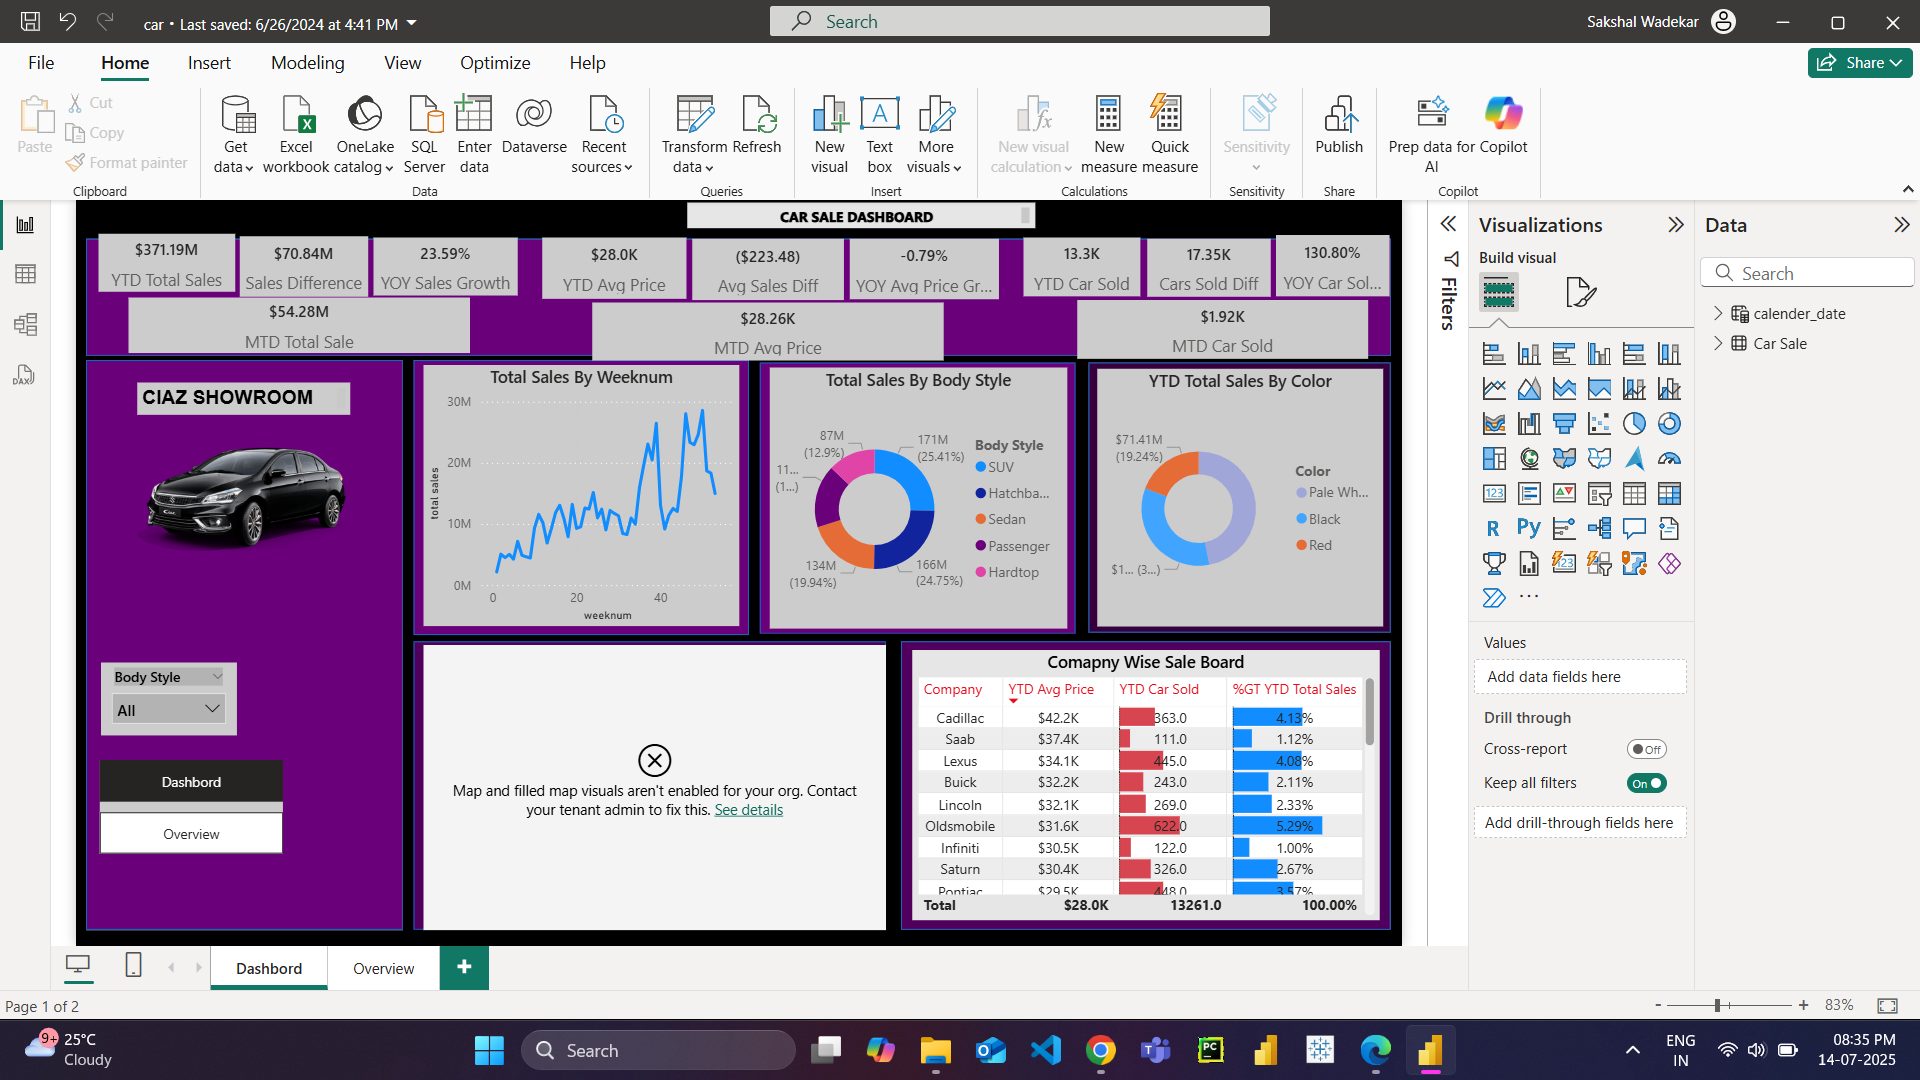 car • Last saved: 6/26/2024 at 4:41 PM
Search
Sakshal Wadekar
File Home Insert Modeling View Optimize Help
Share
Paste
Cut
Copy
Format painter
Clipboard
Get data
Excel workbook
OneLake catalog
SQL Server
Enter data
Dataverse
Recent sources
Data
Transform data
Refresh
Queries
New visual
Text box
More visuals
Insert
New visual calculation
New measure
Quick measure
Calculations
Sensitivity
Sensitivity
Publish
Share
Prep data for AI
Copilot
Copilot
CAR SALE DASHBOARD
$371.19M
YTD Total Sales
$70.84M
Sales Difference
23.59%
YOY Sales Growth
$28.0K
YTD Avg Price
($223.48)
Avg Sales Diff
-0.79%
YOY Avg Price Gr...
13.3K
YTD Car Sold
17.35K
Cars Sold Diff
130.80%
YOY Car Sol...
$54.28M
MTD Total Sale
$28.26K
MTD Avg Price
$1.92K
MTD Car Sold
CIAZ SHOWROOM
Body Style
All
Dashbord
Overview
Total Sales By Weeknum
30M
20M
10M
0M
0 20 40
total sales
weeknum
Total Sales By Body Style
87M
(12.9%)
171M
(25.41%)
11...
(1...)
134M
(19.94%)
166M
(24.75%)
Body Style
SUV
Hatchba...
Sedan
Passenger
Hardtop
YTD Total Sales By Color
$71.41M
(19.24%)
$1... (3...)
Color
Pale Wh...
Black
Red
Map and filled map visuals aren't enabled for your org. Contact
your tenant admin to fix this. See details
Comapny Wise Sale Board
Company YTD Avg Price YTD Car Sold %GT YTD Total Sales
Cadillac $42.2K 363.0 4.13%
Saab $37.4K 111.0 1.12%
Lexus $34.1K 445.0 4.08%
Buick $32.2K 243.0 2.11%
Lincoln $32.1K 269.0 2.33%
Oldsmobile $31.6K 622.0 5.29%
Infiniti $30.5K 122.0 1.00%
Saturn $30.4K 326.0 2.67%
Pontiac $29.5K 448.0 3.57%
Total $28.0K 13261.0 100.00%
Filters
Visualizations
Build visual
123
R Py
123
Values
Add data fields here
Drill through
Cross-report Off
Keep all filters On
Add drill-through fields here
Data
Search
calender_date
Car Sale
Dashbord Overview +
Page 1 of 2
- + 83%
9+
25°C
Cloudy
Search
PC
ENG
IN
08:35 PM
14-07-2025